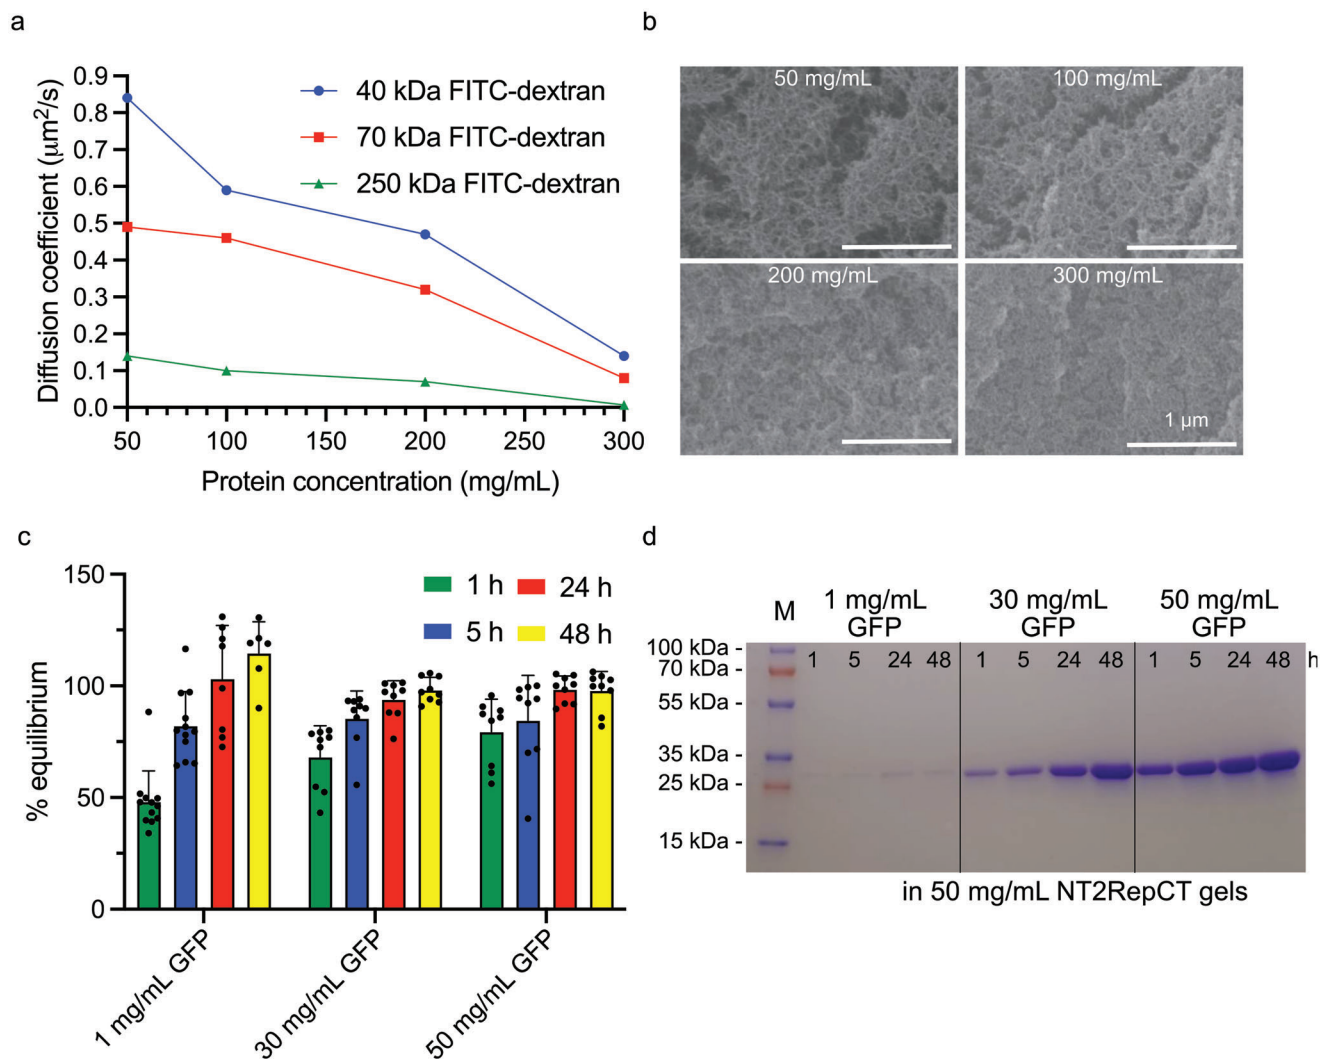 a
Diffusion coefficient (μm²/s)
0.9
0.8
0.7
0.6
0.5
0.4
0.3
0.2
0.1
0.0
40 kDa FITC-dextran
70 kDa FITC-dextran
250 kDa FITC-dextran
50 100 150 200 250 300
Protein concentration (mg/mL)
b
50 mg/mL
100 mg/mL
200 mg/mL
300 mg/mL
1 μm
c
% equilibrium
150
100
50
0
1 h 24 h
5 h 48 h
1 mg/mL GFP
30 mg/mL GFP
50 mg/mL GFP
d
M
1 mg/mL
GFP
30 mg/mL
GFP
50 mg/mL
GFP
1 5 24 48 1 5 24 48 1 5 24 48 h
100 kDa -
70 kDa -
55 kDa -
35 kDa -
25 kDa -
15 kDa -
in 50 mg/mL NT2RepCT gels